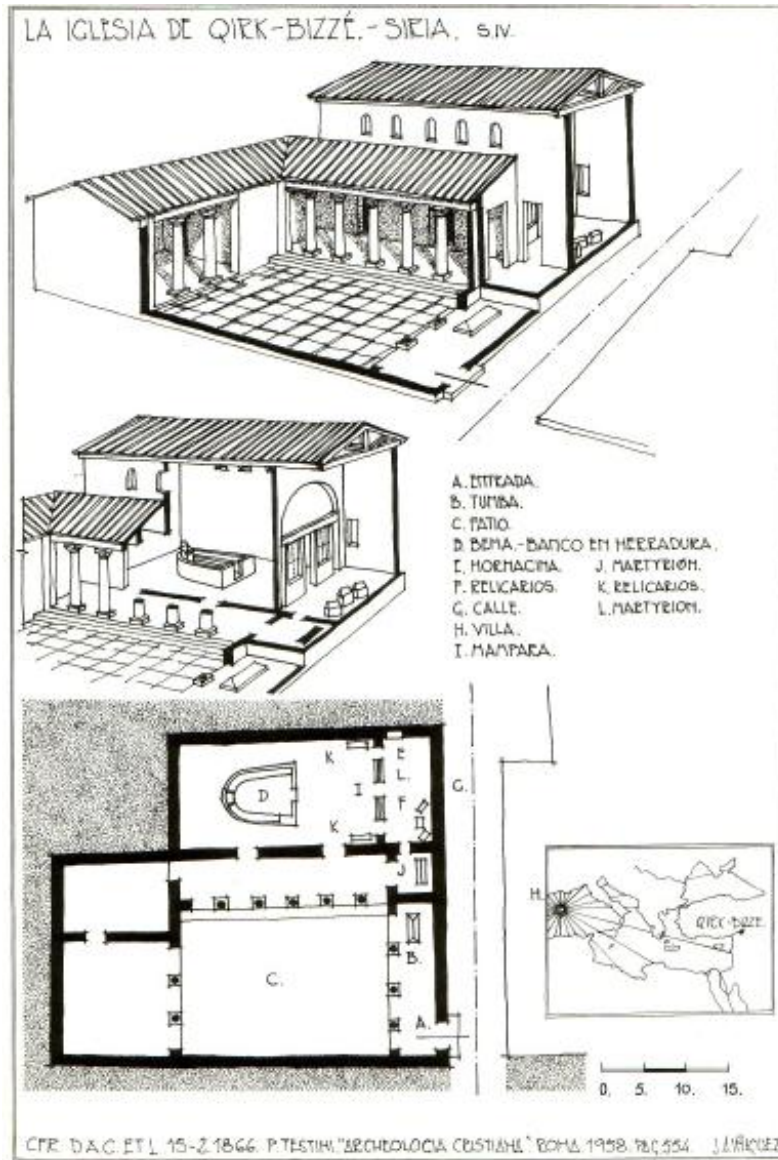 LA IGLESIA DE QIRK-BIZZÉ.-SIRIA. S.IV.
A. ENTRADA.
B. TUMBA.
C. PATIO.
D. BEMA.-BANCO EN HERRADURA.
E. HORNACINA. J. MARTYRION.
F. RELICARIOS. K. RELICARIOS.
G. CALLE. L. MARTYRION.
H. VILLA.
I. MAMPARA.
K
E
L.
D
I
F
G.
K
J
H.
QIRK-BIZZE.
B.
C.
A.
0. 5. 10. 15.
CFR. D.A.C. ET L. 15-2.1866. P. TESTINI. "ARCHEOLOGIA CRISTIANA" ROMA 1958. PAG. 554.